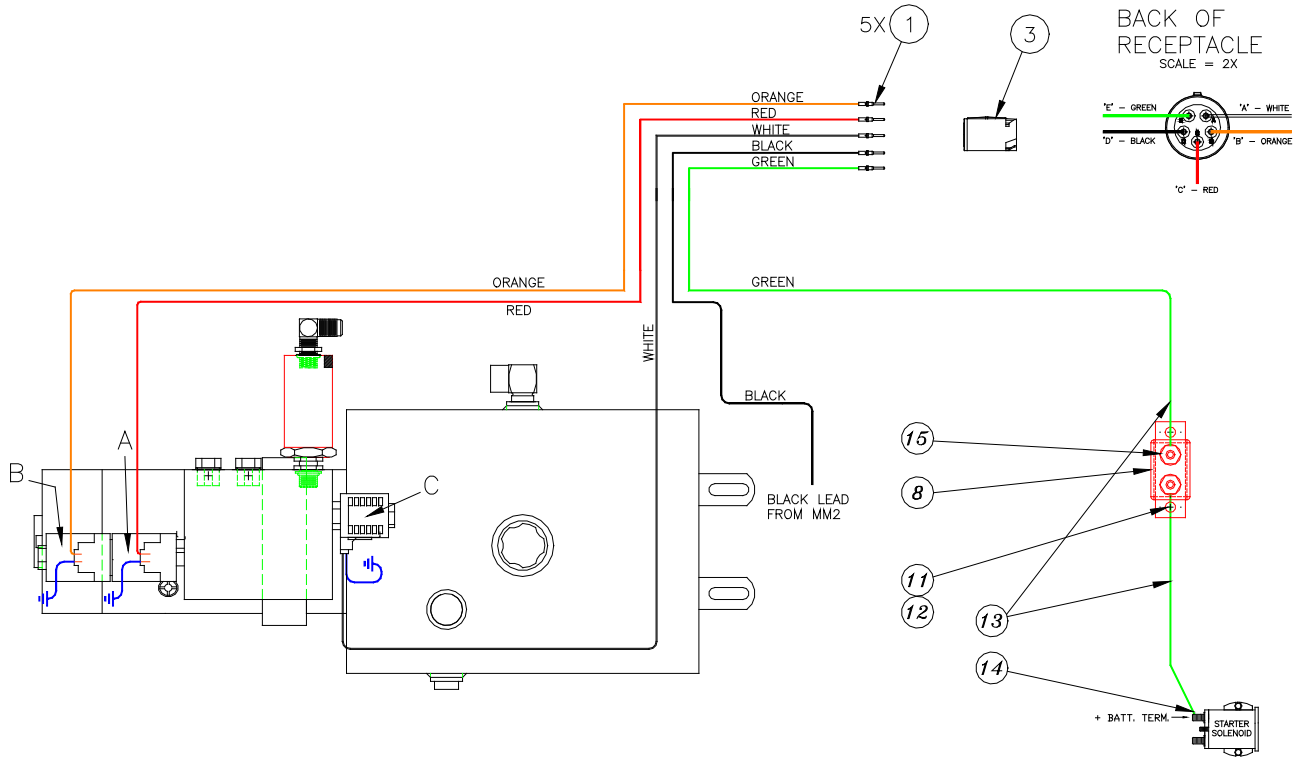 5X 1
3
BACK OF
RECEPTACLE
SCALE = 2X
ORANGE
RED
WHITE
BLACK
GREEN
"E" - GREEN
"A" - WHITE
"D" - BLACK
"B" - ORANGE
"C" - RED
ORANGE
RED
GREEN
WHITE
BLACK
B
A
C
BLACK LEAD
FROM MM2
15
8
11
12
13
14
+ BATT. TERM.
STARTER
SOLENOID